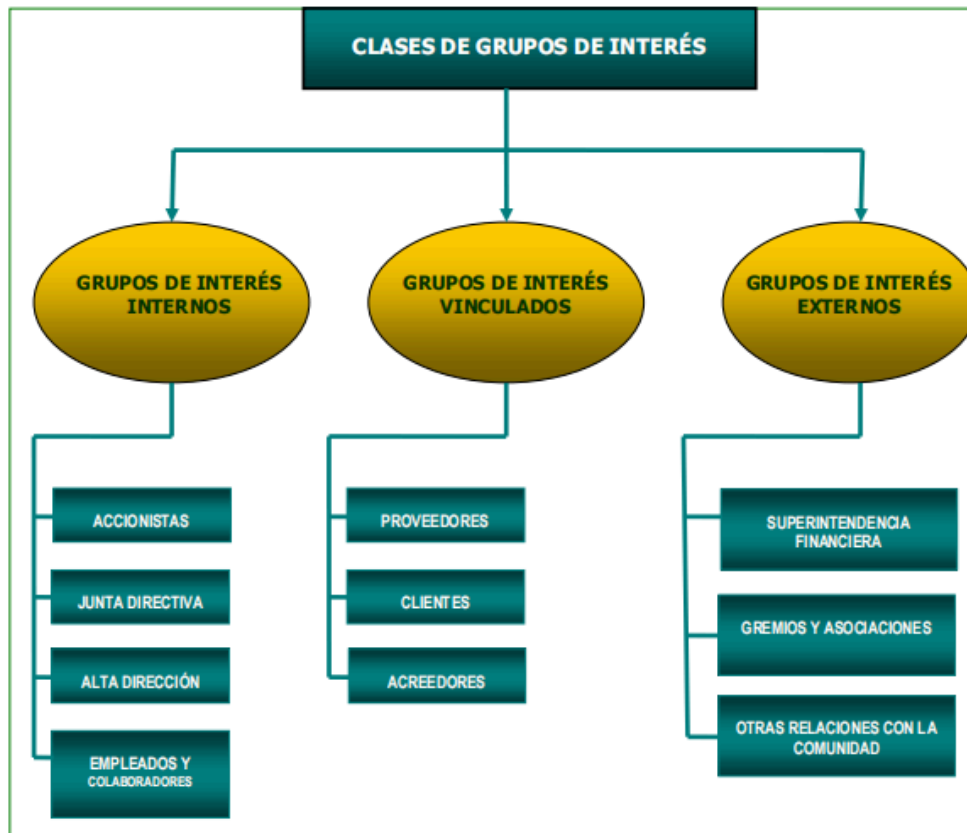 CLASES DE GRUPOS DE INTERÉS
GRUPOS DE INTERÉS
INTERNOS
GRUPOS DE INTERÉS
VINCULADOS
GRUPOS DE INTERÉS
EXTERNOS
ACCIONISTAS
JUNTA DIRECTIVA
ALTA DIRECCIÓN
EMPLEADOS Y
COLABORADORES
PROVEEDORES
CLIENTES
ACREEDORES
SUPERINTENDENCIA
FINANCIERA
GREMIOS Y ASOCIACIONES
OTRAS RELACIONES CON LA
COMUNIDAD